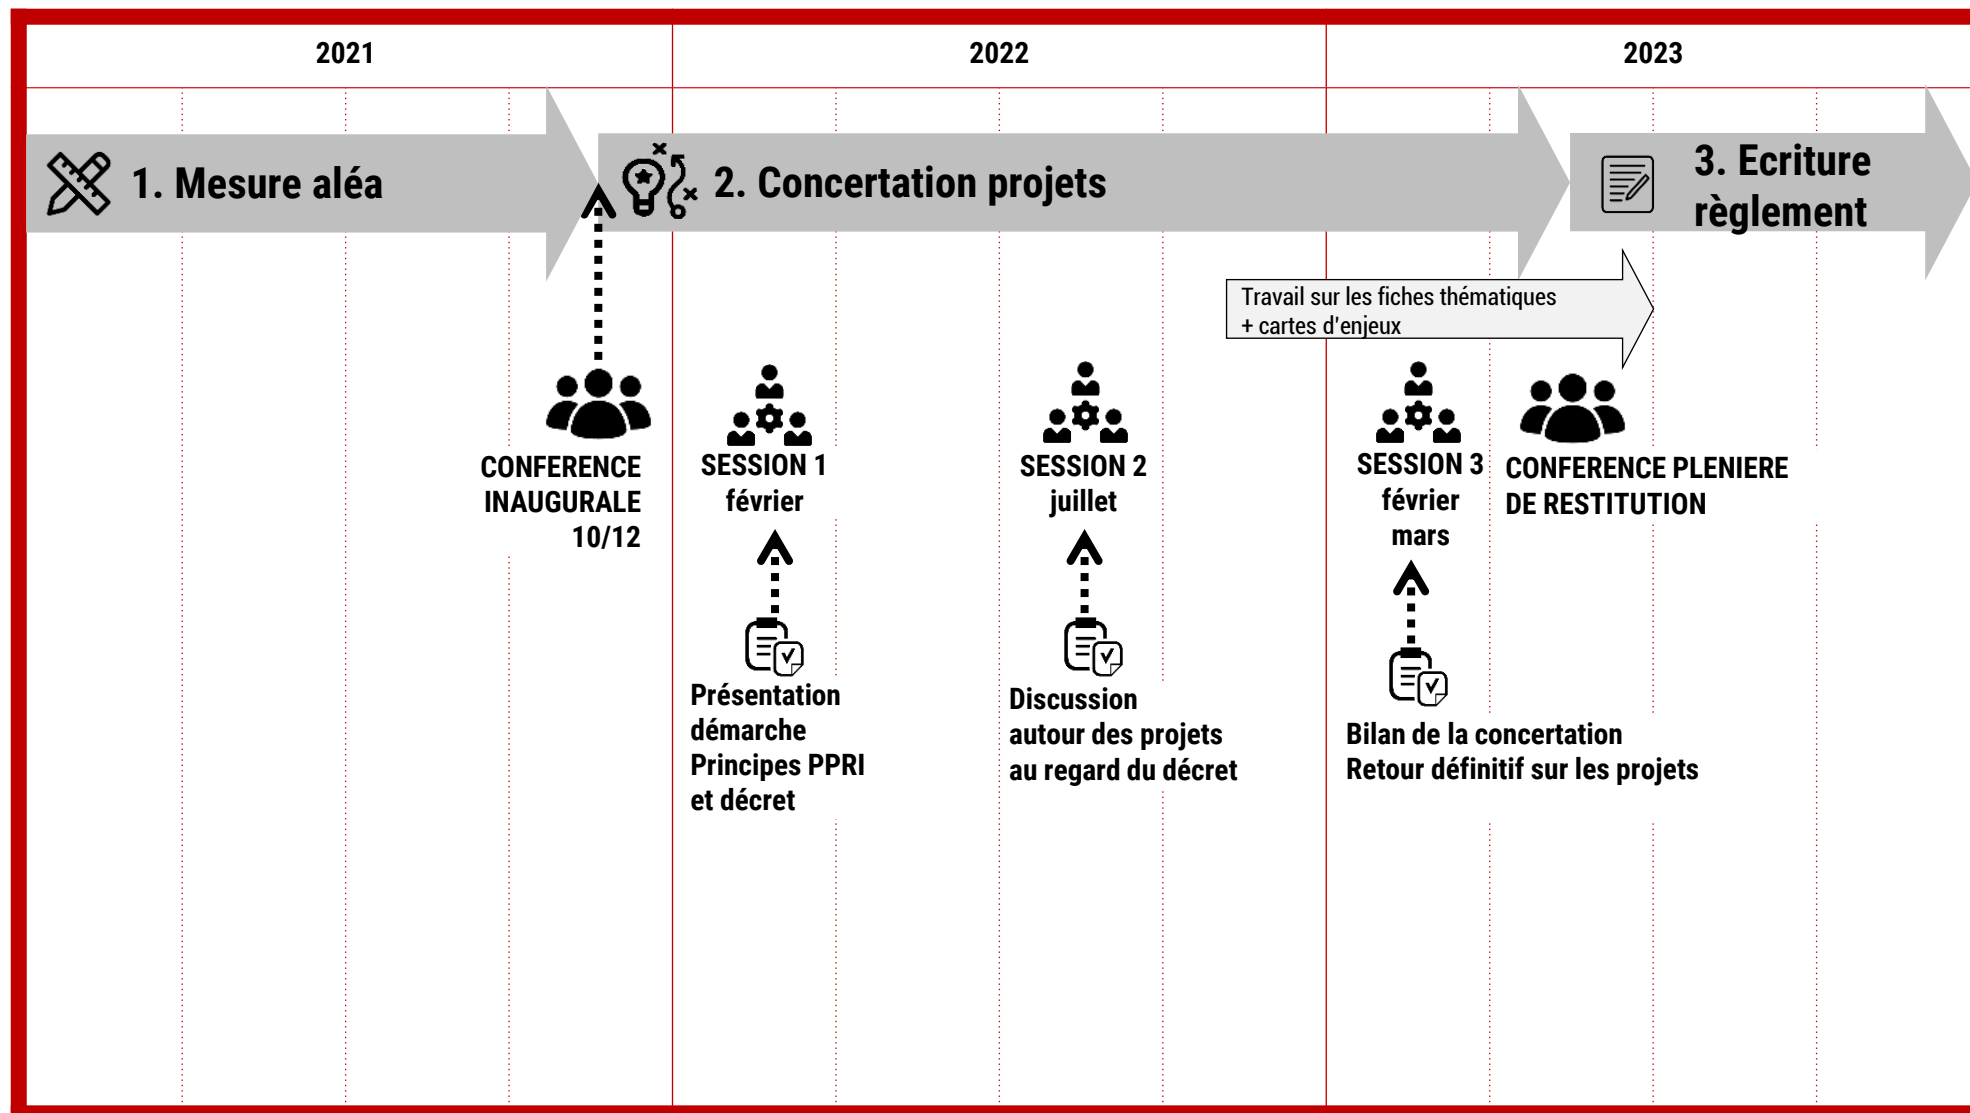 2021
2022
2023
1. Mesure aléa
2. Concertation projets
3. Ecriture
règlement
Travail sur les fiches thématiques
+ cartes d'enjeux
CONFERENCE
INAUGURALE
10/12
SESSION 1
février
SESSION 2
juillet
SESSION 3
février
mars
CONFERENCE PLENIERE
DE RESTITUTION
Présentation
démarche
Principes PPRI
et décret
Discussion
autour des projets
au regard du décret
Bilan de la concertation
Retour définitif sur les projets